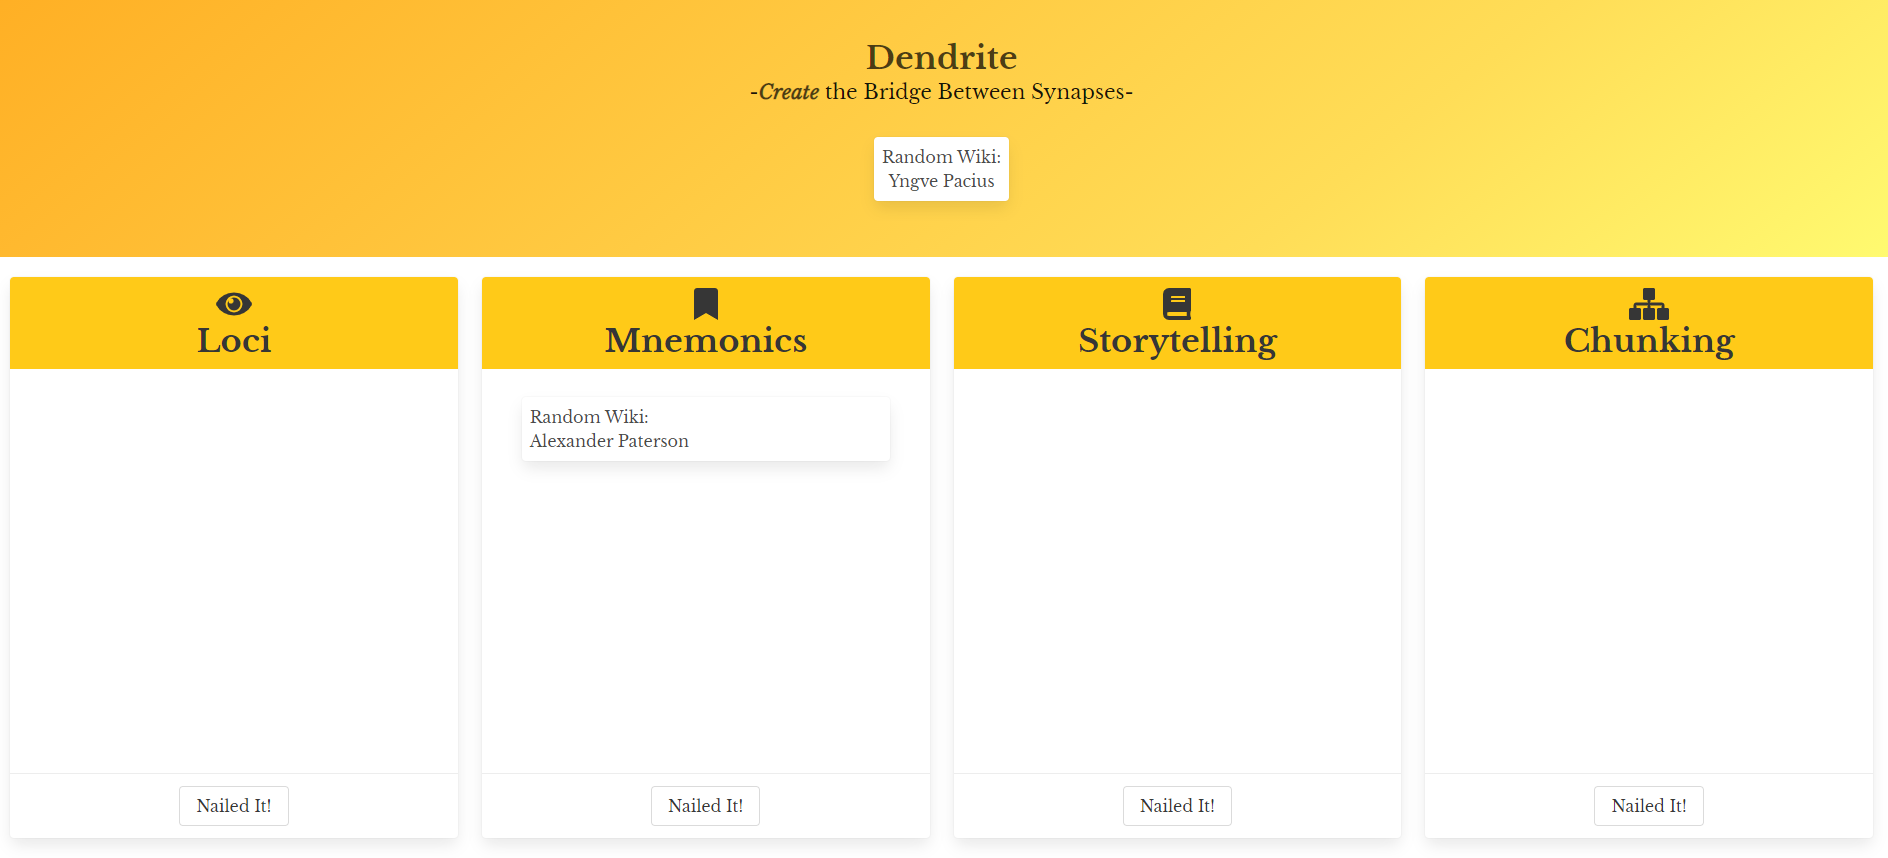 Dendrite
-Create the Bridge Between Synapses-
Random Wiki:
Yngve Pacius
Loci
Mnemonics
Storytelling
Chunking
Random Wiki:
Alexander Paterson
Nailed It!
Nailed It!
Nailed It!
Nailed It!